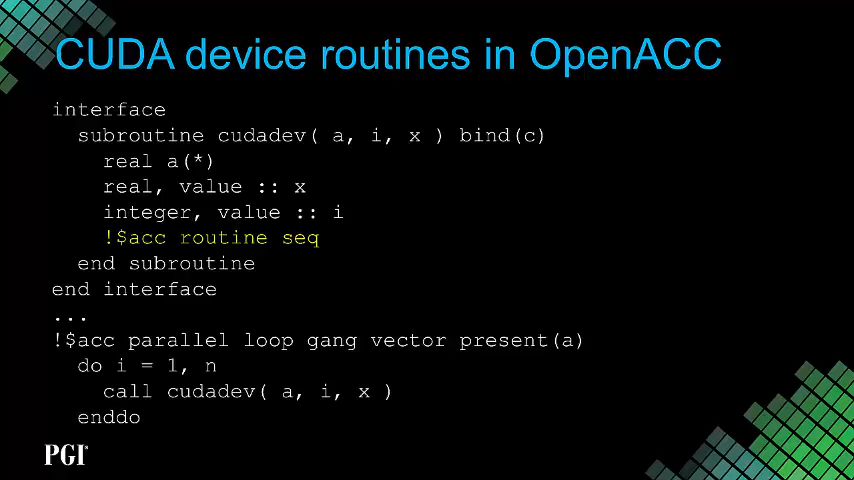 CUDA device routines in OpenACC
interface
  subroutine cudadev( a, i, x ) bind(c)
    real a(*)
    real, value :: x
    integer, value :: i
    !$acc routine seq
  end subroutine
end interface
...
!$acc parallel loop gang vector present(a)
  do i = 1, n
    call cudadev( a, i, x )
  enddo
PGI®